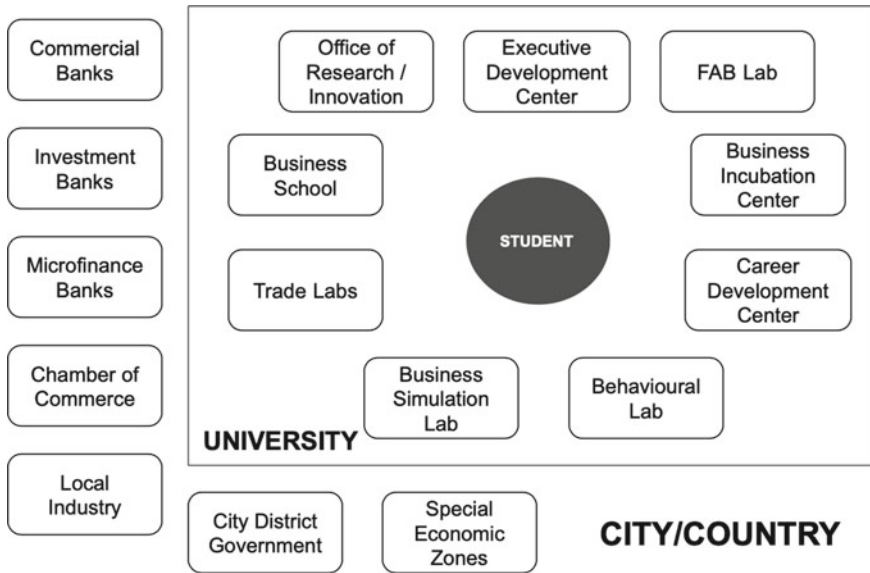 Commercial
Banks
Investment
Banks
Microfinance
Banks
Chamber of
Commerce
Local
Industry
Office of
Research /
Innovation
Executive
Development
Center
FAB Lab
Business
School
Business
Incubation
Center
STUDENT
Trade Labs
Career
Development
Center
Business
Simulation
Lab
Behavioural
Lab
UNIVERSITY
City District
Government
Special
Economic
Zones
CITY/COUNTRY